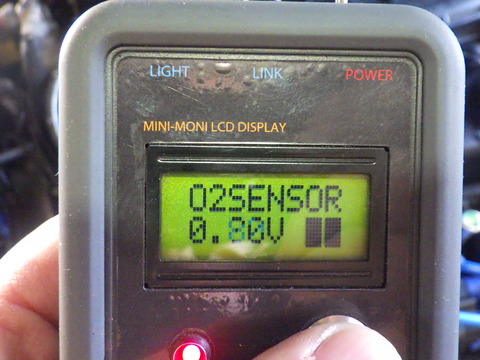 LIGHT LINK POWER
MINI-MONI LCD DISPLAY
O2SENSOR
0.80V